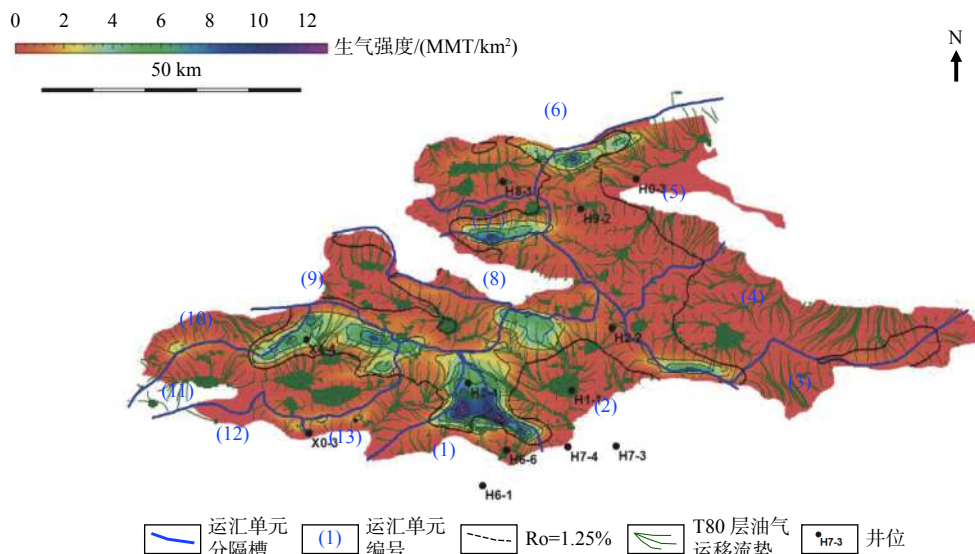 0 2 4 6 8 10 12
生气强度/(MMT/km²)
50 km
N
(6)
H8-1
(5)
H9-2
(7)
(9)
(8)
(4)
(10)
H2-2
(3)
(11)
H1-1
(2)
(12)
X0-3
(13)
(1)
H6-6
H7-4
H7-3
H6-1
运汇单元
分隔槽
(1)
运汇单元
编号
Ro=1.25%
T80 层油气
运移流势
H7-3
井位